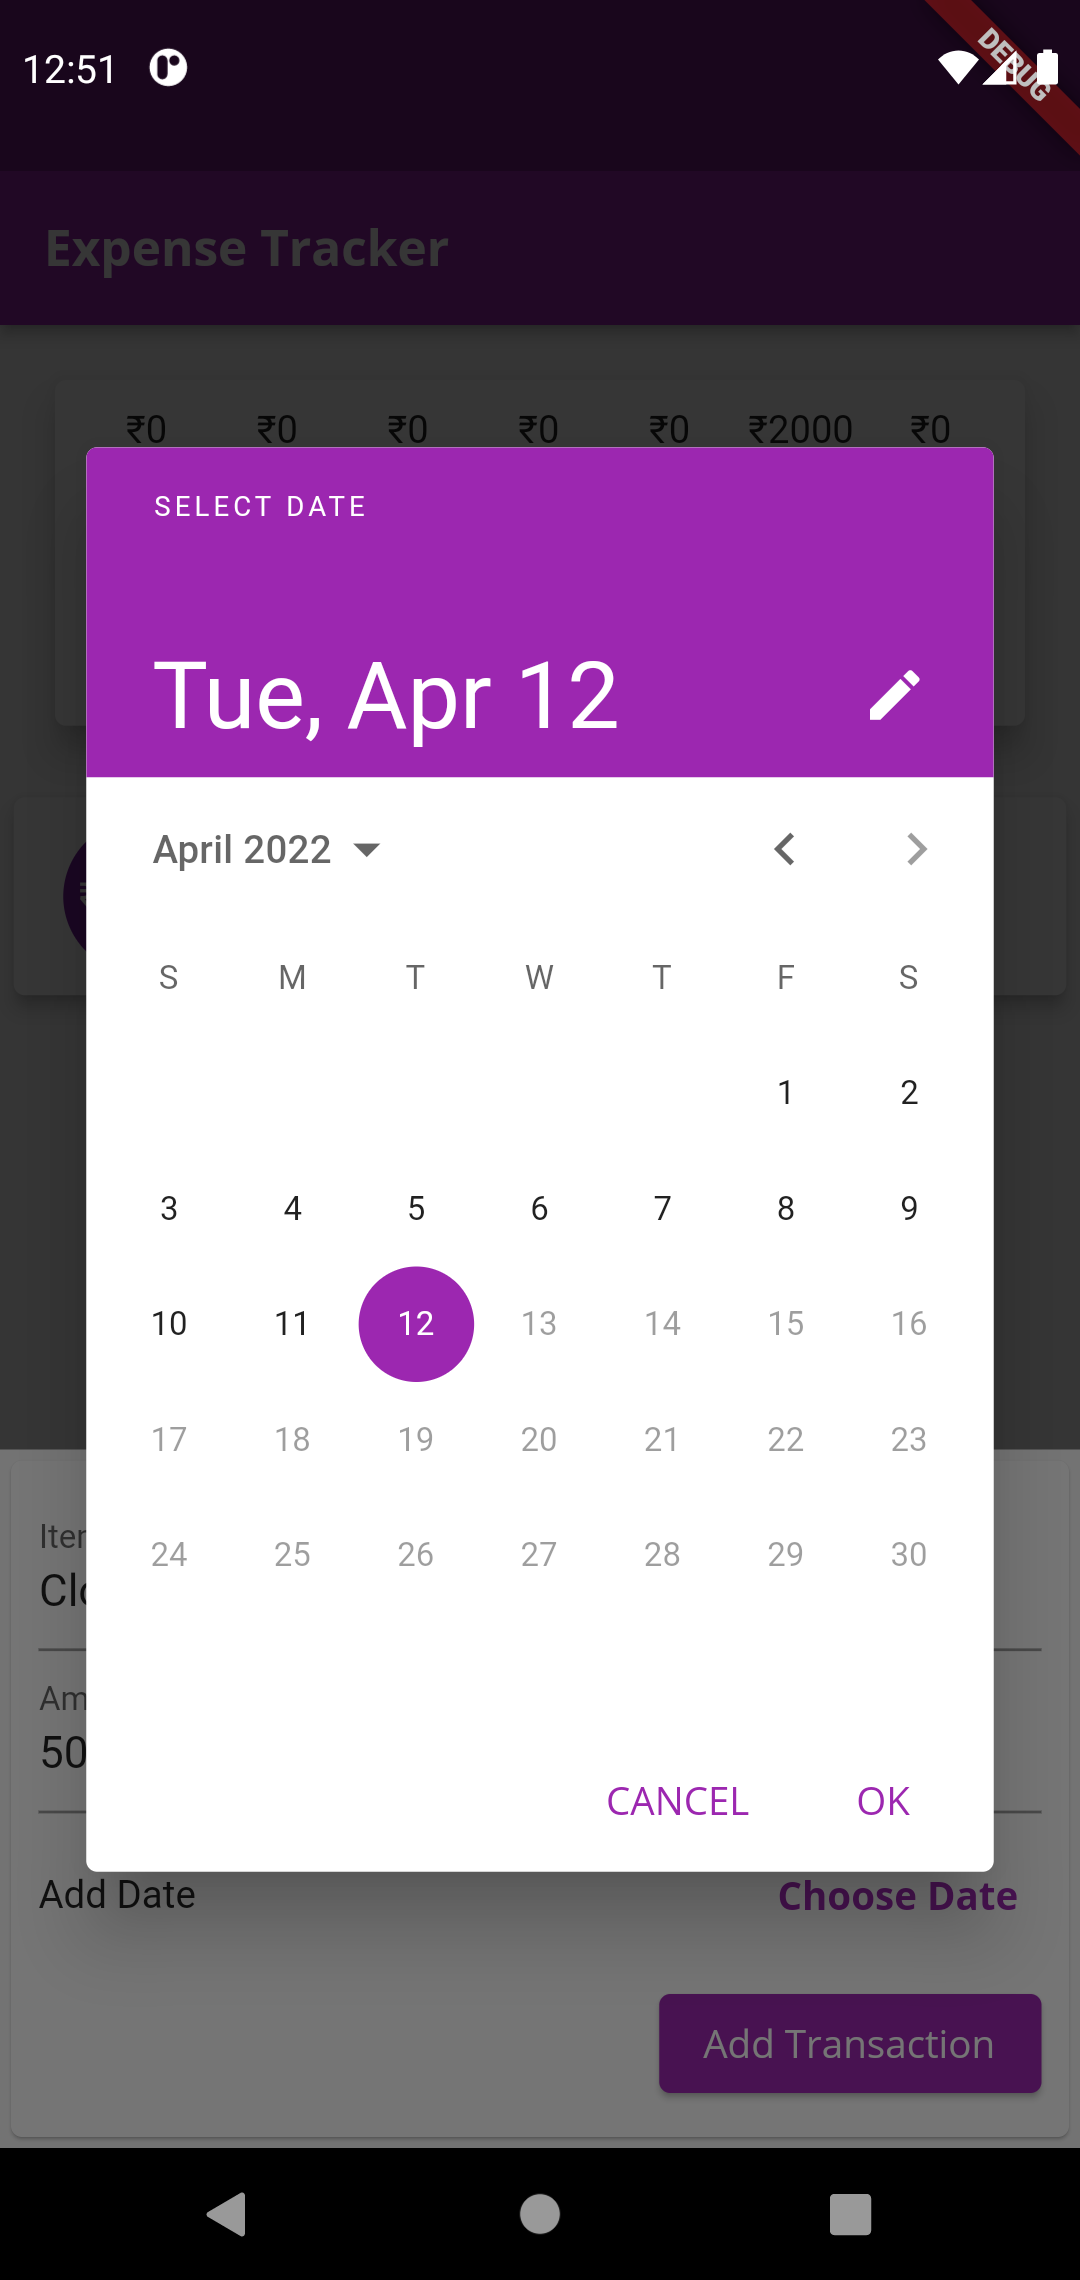 12:51
DEBUG
Expense Tracker
₹0 ₹0 ₹0 ₹0 ₹0 ₹2000 ₹0
SELECT DATE
Tue, Apr 12
April 2022
S M T W T F S
1 2
3 4 5 6 7 8 9
10 11 12 13 14 15 16
17 18 19 20 21 22 23
24 25 26 27 28 29 30
CANCEL OK
Add Date Choose Date
Add Transaction